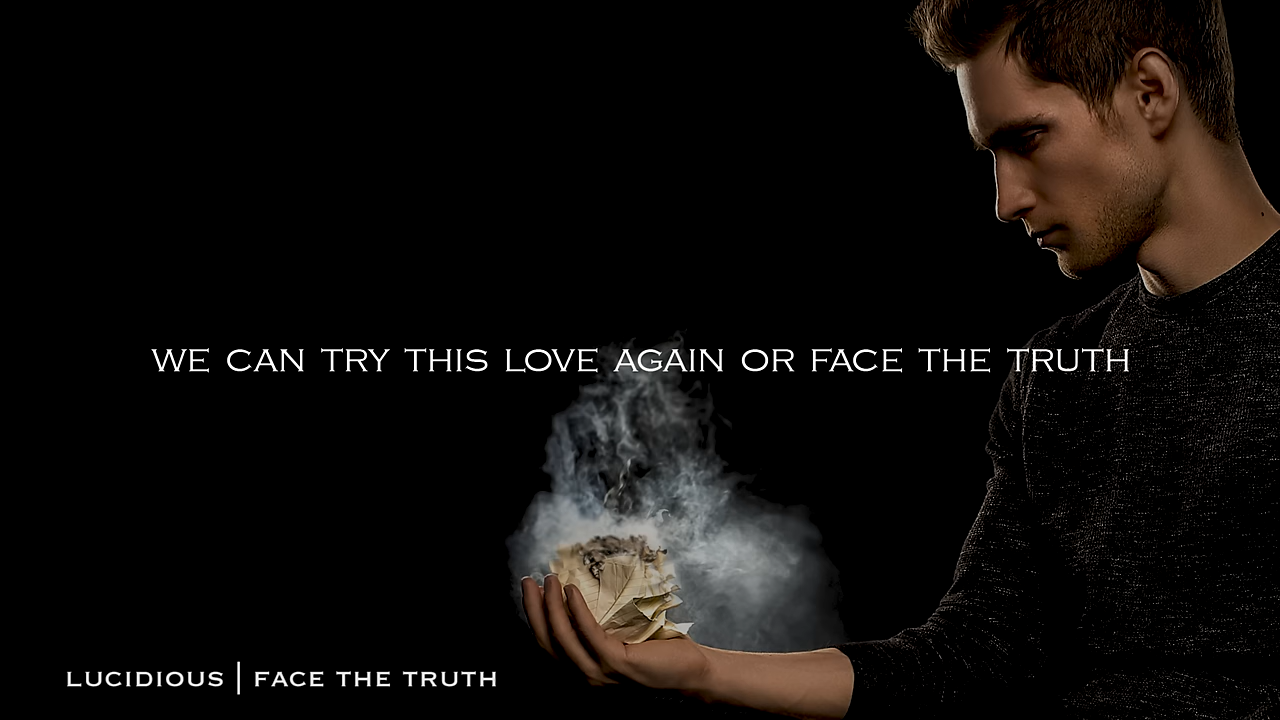 WE CAN TRY THIS LOVE AGAIN OR FACE THE TRUTH
LUCIDIOUS | FACE THE TRUTH